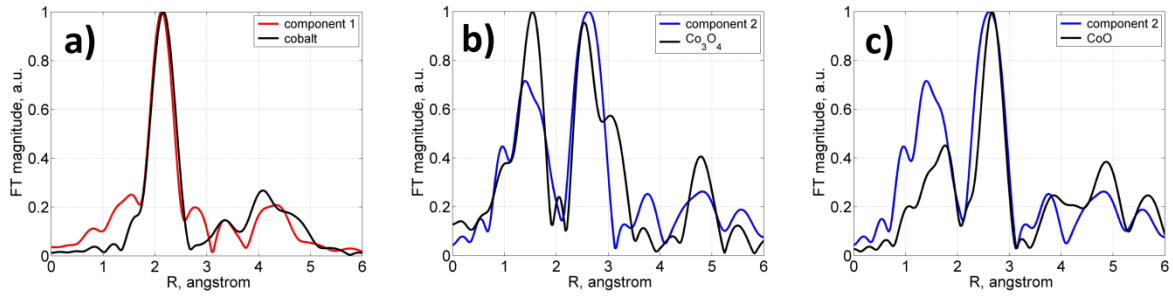 a)
component 1
cobalt
FT magnitude, a.u.
1
0.8
0.6
0.4
0.2
0
0 1 2 3 4 5 6
R, angstrom
b)
component 2
Co₃O₄
FT magnitude, a.u.
1
0.8
0.6
0.4
0.2
0
0 1 2 3 4 5 6
R, angstrom
c)
component 2
CoO
FT magnitude, a.u.
1
0.8
0.6
0.4
0.2
0
0 1 2 3 4 5 6
R, angstrom